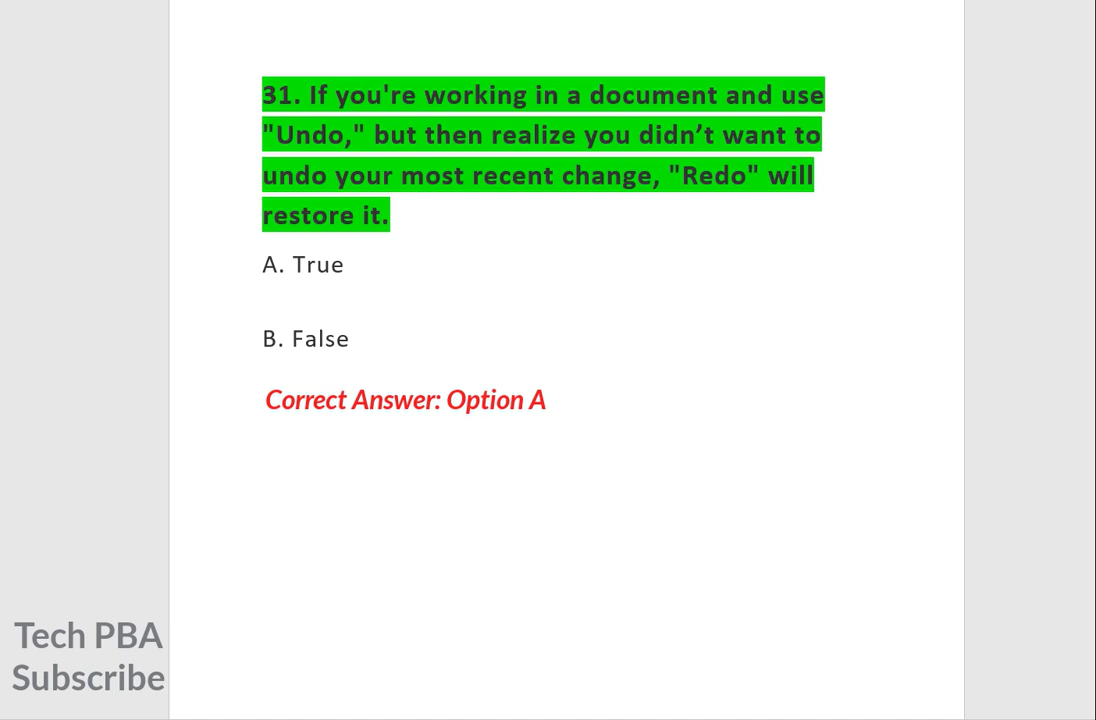 31. If you're working in a document and use
"Undo," but then realize you didn’t want to
undo your most recent change, "Redo" will
restore it.
A. True
B. False
Correct Answer: Option A
Tech PBA
Subscribe